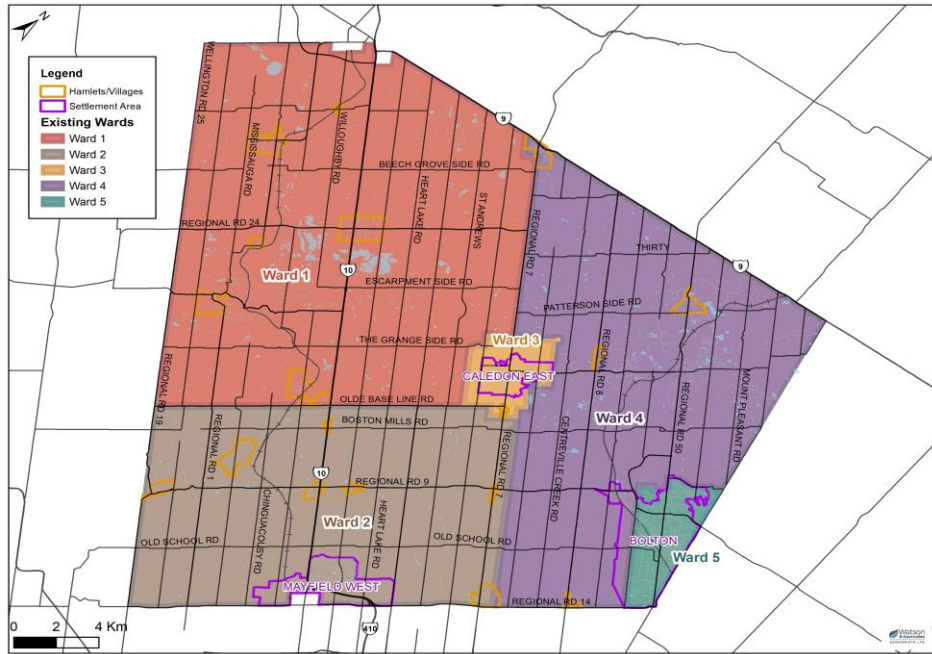 N
Legend
Hamlets/Villages
Settlement Area
Existing Wards
Ward 1
Ward 2
Ward 3
Ward 4
Ward 5
WELLINGTON RD 25
MISSISSAUGA RD
WILLOUGHBY RD
9
BEECH GROVE SIDE RD
HEART LAKE RD
ST ANDREWS
REGIONAL RD 7
REGIONAL RD 24
THIRTY
Ward 1
10
9
ESCARPMENT SIDE RD
PATTERSON SIDE RD
THE GRANGE SIDE RD
Ward 3
CALEDON EAST
REGIONAL RD 8
MOUNT PLEASANT RD
REGIONAL RD 19
OLDE BASE LINE RD
BOSTON MILLS RD
Ward 4
REGIONAL RD 50
REGIONAL RD 1
CENTREVILLE CREEK RD
REGIONAL RD 7
10
REGIONAL RD 9
CHINGUACOUSY RD
Ward 2
HEART LAKE RD
OLD SCHOOL RD
OLD SCHOOL RD
BOLTON
Ward 5
MAYFIELD WEST
REGIONAL RD 14
410
0 2 4 Km
Watson
& Associates
ECONOMISTS LTD.